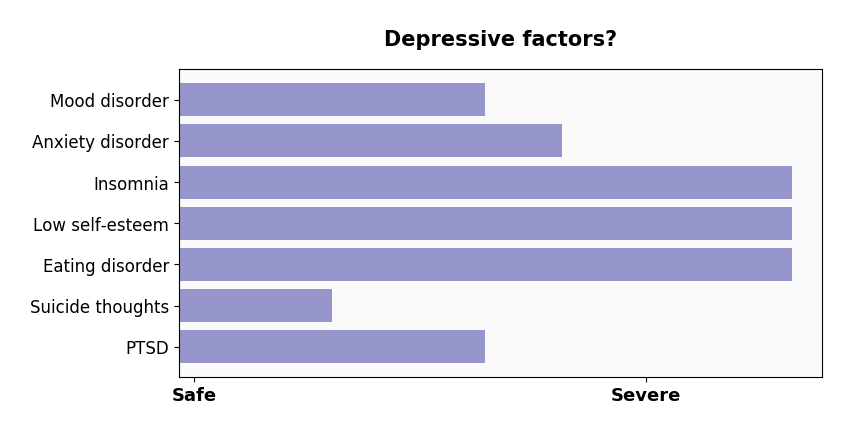 Depressive factors?
Mood disorder
Anxiety disorder
Insomnia
Low self-esteem
Eating disorder
Suicide thoughts
PTSD
Safe Severe